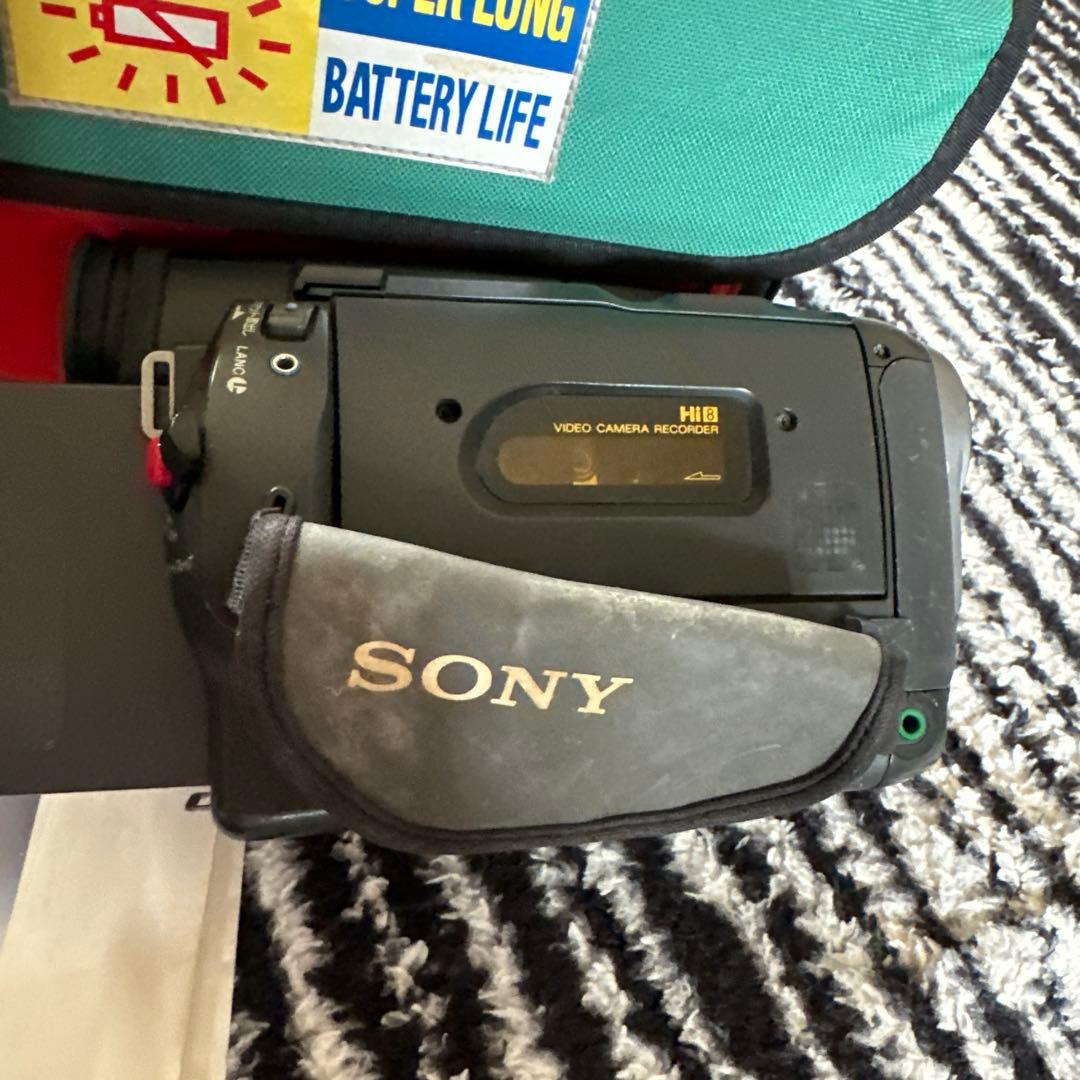 SUPER LONG
BATTERY LIFE
LANC
Hi8
VIDEO CAMERA RECORDER
SONY